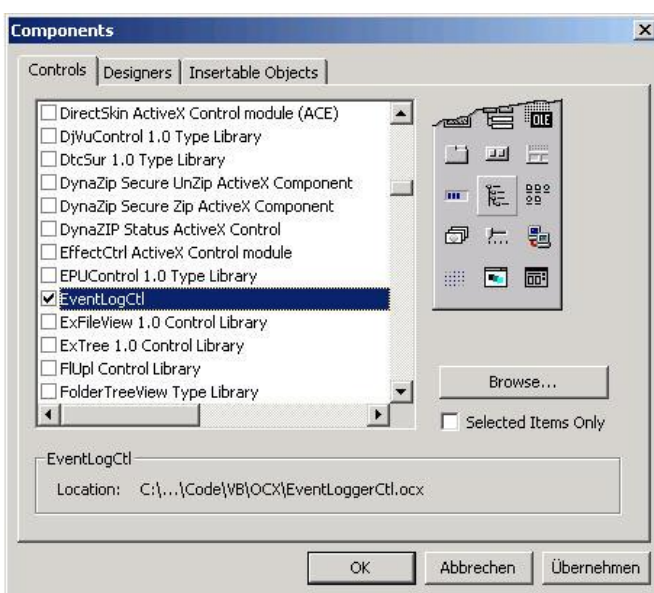 Components
Controls
Designers
Insertable Objects
DirectSkin ActiveX Control module (ACE)
DjVuControl 1.0 Type Library
DtcSur 1.0 Type Library
DynaZip Secure UnZip ActiveX Component
DynaZip Secure Zip ActiveX Component
DynaZIP Status ActiveX Control
EffectCtrl ActiveX Control module
EPUControl 1.0 Type Library
EventLogCtl
ExFileView 1.0 Control Library
ExTree 1.0 Control Library
FlUpl Control Library
FolderTreeView Type Library
OLE
Browse...
Selected Items Only
EventLogCtl
Location: C:\...\Code\VB\OCX\EventLoggerCtl.ocx
OK
Abbrechen
Übernehmen